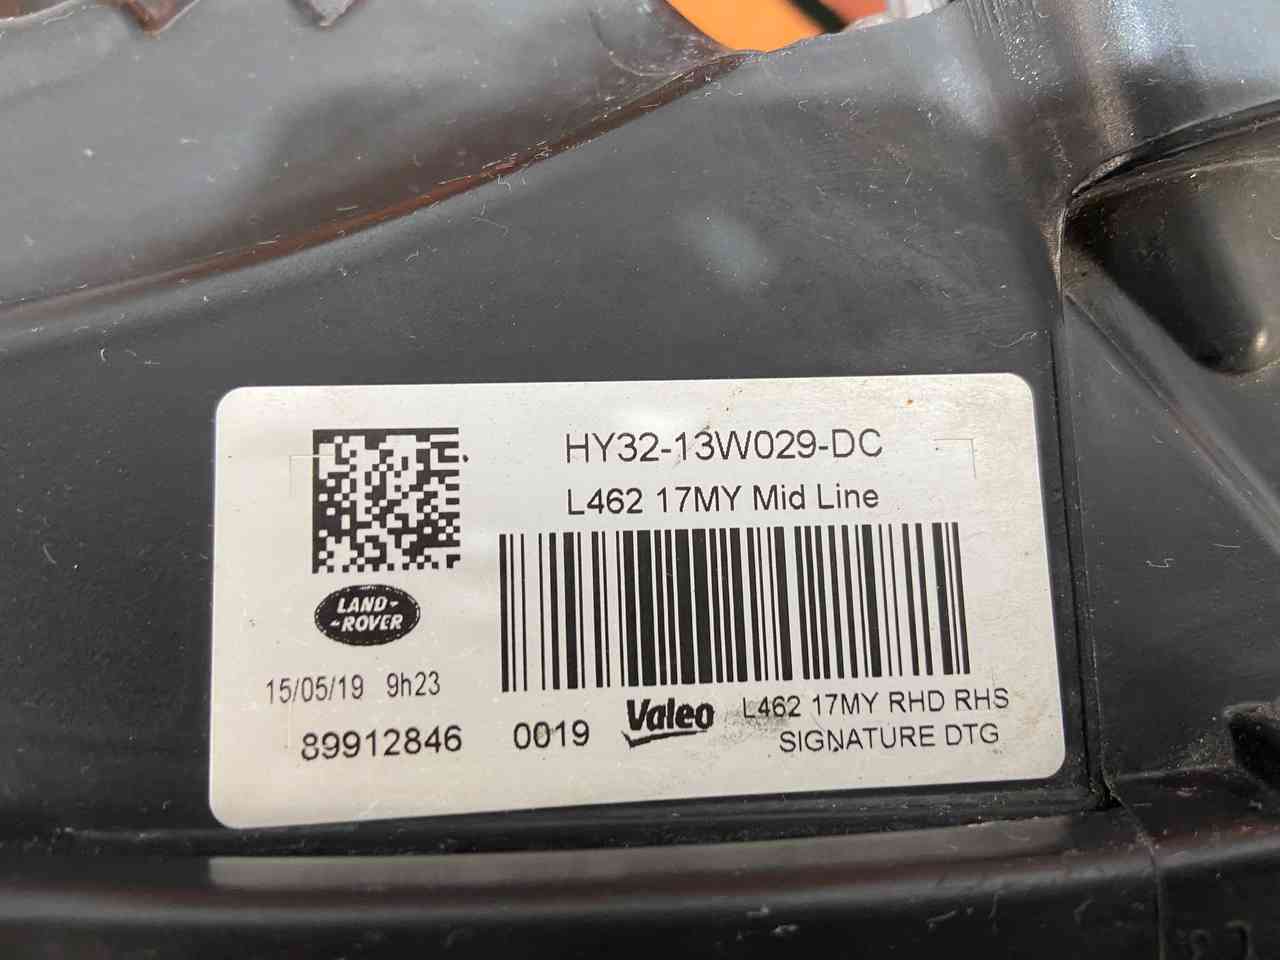 HY32-13W029-DC
L462 17MY Mid Line
LAND-
-ROVER
15/05/19 9h23
89912846 0019 Valeo
L462 17MY RHD RHS
SIGNATURE DTG